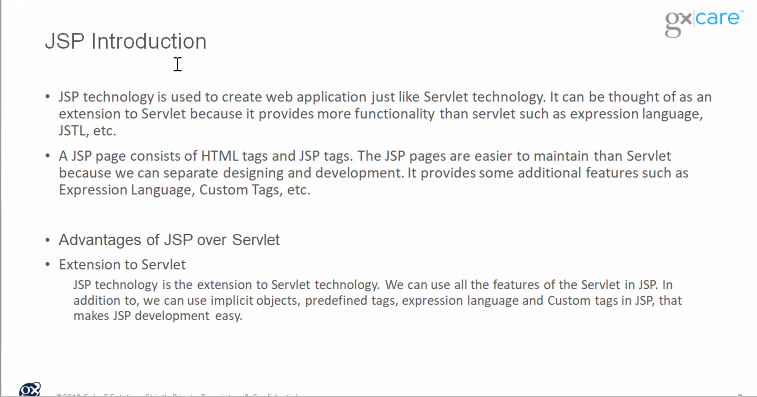 gxcare™
JSP Introduction
• JSP technology is used to create web application just like Servlet technology. It can be thought of as an
extension to Servlet because it provides more functionality than servlet such as expression language,
JSTL, etc.
• A JSP page consists of HTML tags and JSP tags. The JSP pages are easier to maintain than Servlet
because we can separate designing and development. It provides some additional features such as
Expression Language, Custom Tags, etc.
• Advantages of JSP over Servlet
• Extension to Servlet
JSP technology is the extension to Servlet technology. We can use all the features of the Servlet in JSP. In
addition to, we can use implicit objects, predefined tags, expression language and Custom tags in JSP, that
makes JSP development easy.
gx